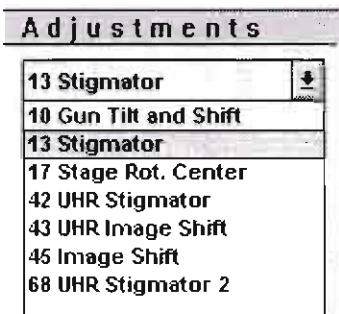 Adjustments
13 Stigmator
10 Gun Tilt and Shift
13 Stigmator
17 Stage Rot. Center
42 UHR Stigmator
43 UHR Image Shift
45 Image Shift
68 UHR Stigmator 2